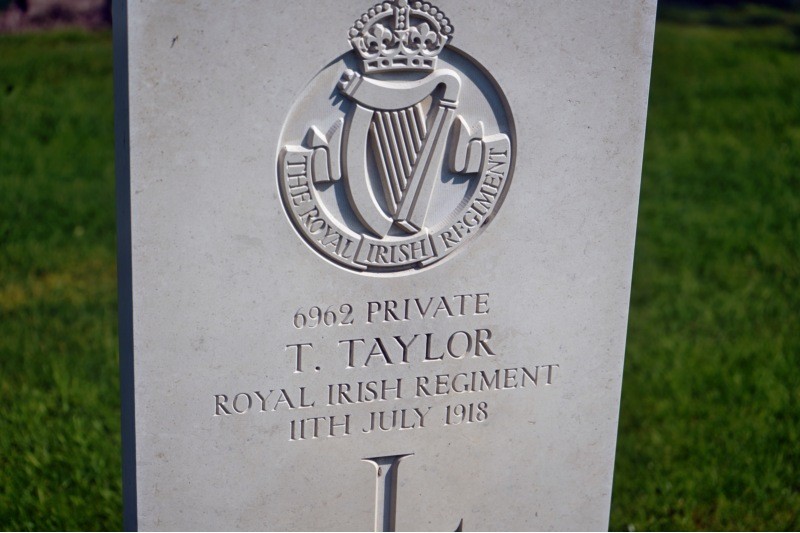 THE ROYAL IRISH REGIMENT
6962 PRIVATE
T. TAYLOR
ROYAL IRISH REGIMENT
11TH JULY 1918